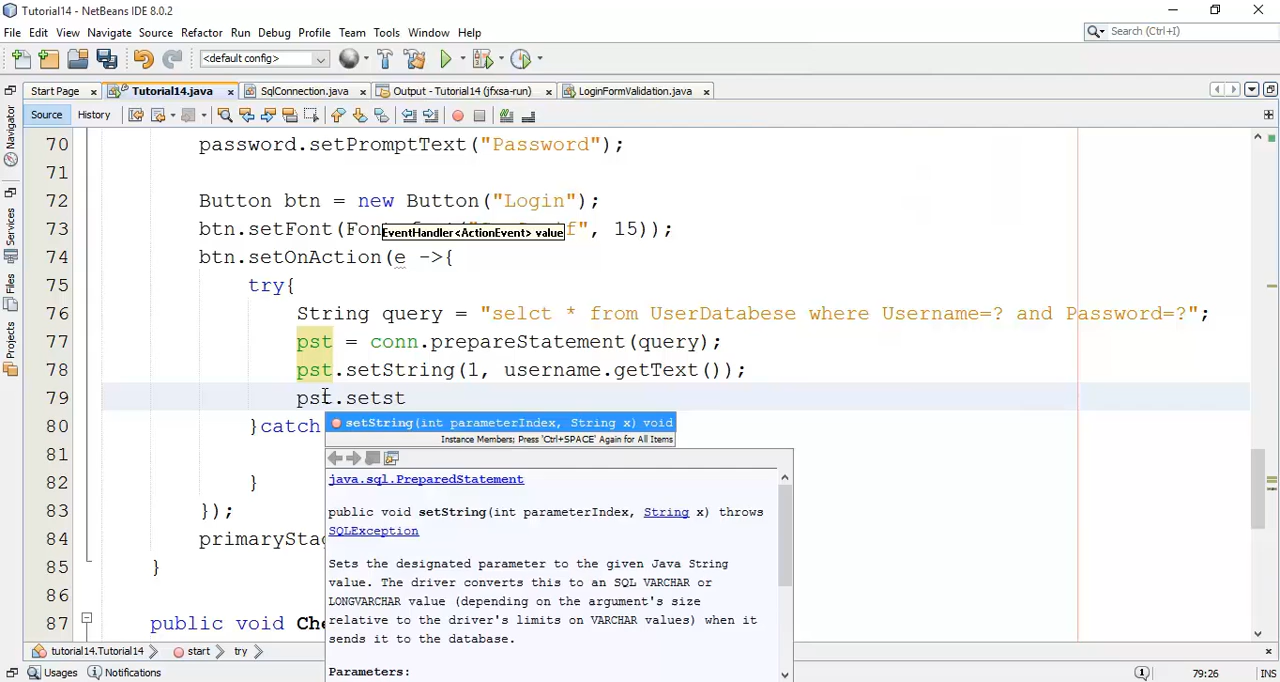 Tutorial14 - NetBeans IDE 8.0.2
File Edit View Navigate Source Refactor Run Debug Profile Team Tools Window Help
Search (Ctrl+I)
<default config>
Start Page Tutorial14.java SqlConnection.java Output - Tutorial14 (jfxsa-run) LoginFormValidation.java
Source History
Navigator
Services
Files
Projects
70 password.setPromptText("Password");
71
72 Button btn = new Button("Login");
73 btn.setFont(Fon f", 15));
EventHandler<ActionEvent> value
74 btn.setOnAction(e ->{
75 try{
76 String query = "selct * from UserDatabese where Username=? and Password=?";
77 pst = conn.prepareStatement(query);
78 pst.setString(1, username.getText());
79 pst.setst
setString(int parameterIndex, String x) void
Instance Members; Press 'Ctrl+SPACE' Again for All Items
80 }catch
81
82 }
83 });
84 primaryStag
85 }
86
87 public void Che
java.sql.PreparedStatement
public void setString(int parameterIndex, String x) throws
SQLException
Sets the designated parameter to the given Java String
value. The driver converts this to an SQL VARCHAR or
LONGVARCHAR value (depending on the argument's size
relative to the driver's limits on VARCHAR values) when it
sends it to the database.
Parameters:
tutorial14.Tutorial14 start try
Usages Notifications 1 79:26 INS